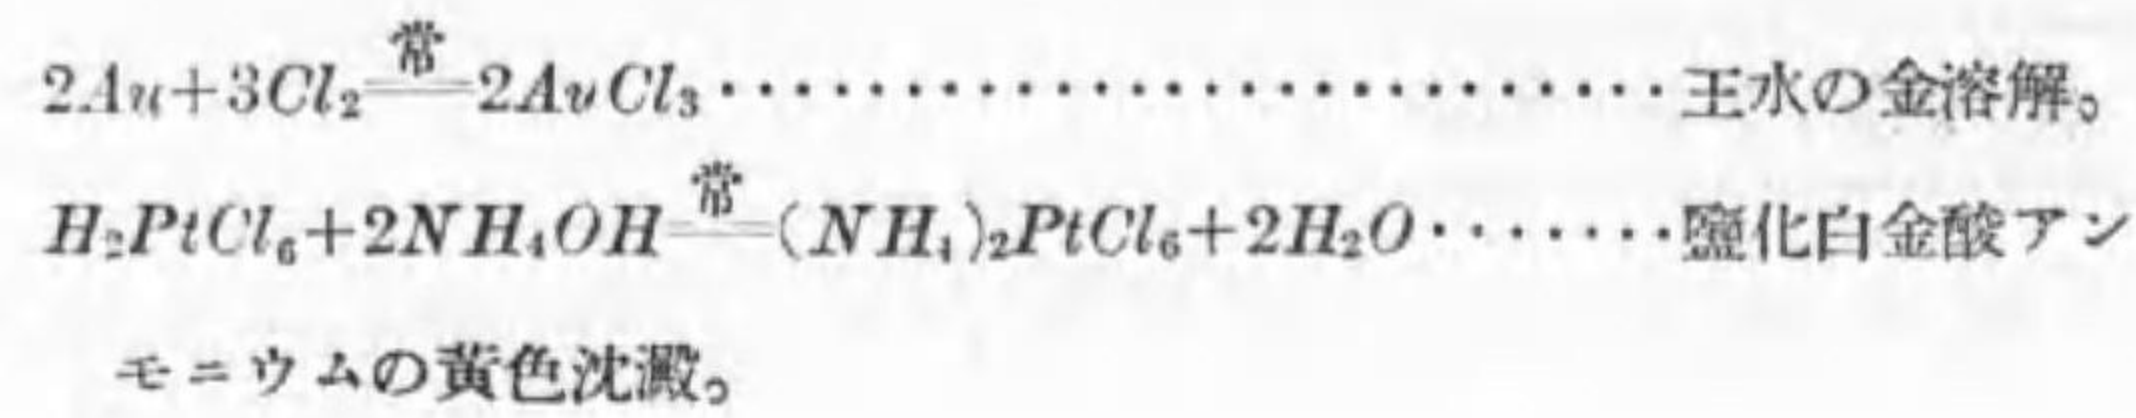 2Au+3Cl₂ 常= 2AvCl₃・・・・・・・・・・・・・・・・・・・・・・・・・・王水の金溶解。
H₂PtCl₆+2NH₄OH 常= (NH₄)₂PtCl₆+2H₂O・・・・・・・鹽化白金酸アン
モニウムの黄色沈澱。